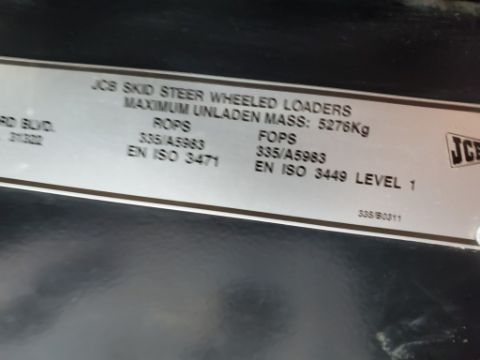 JCB SKID STEER WHEELED LOADERS
MAXIMUM UNLADEN MASS: 5276Kg
RD BLVD.
31322
ROPS
335/A5983
EN ISO 3471
FOPS
335/A5983
EN ISO 3449 LEVEL 1
JCB
335/B0311